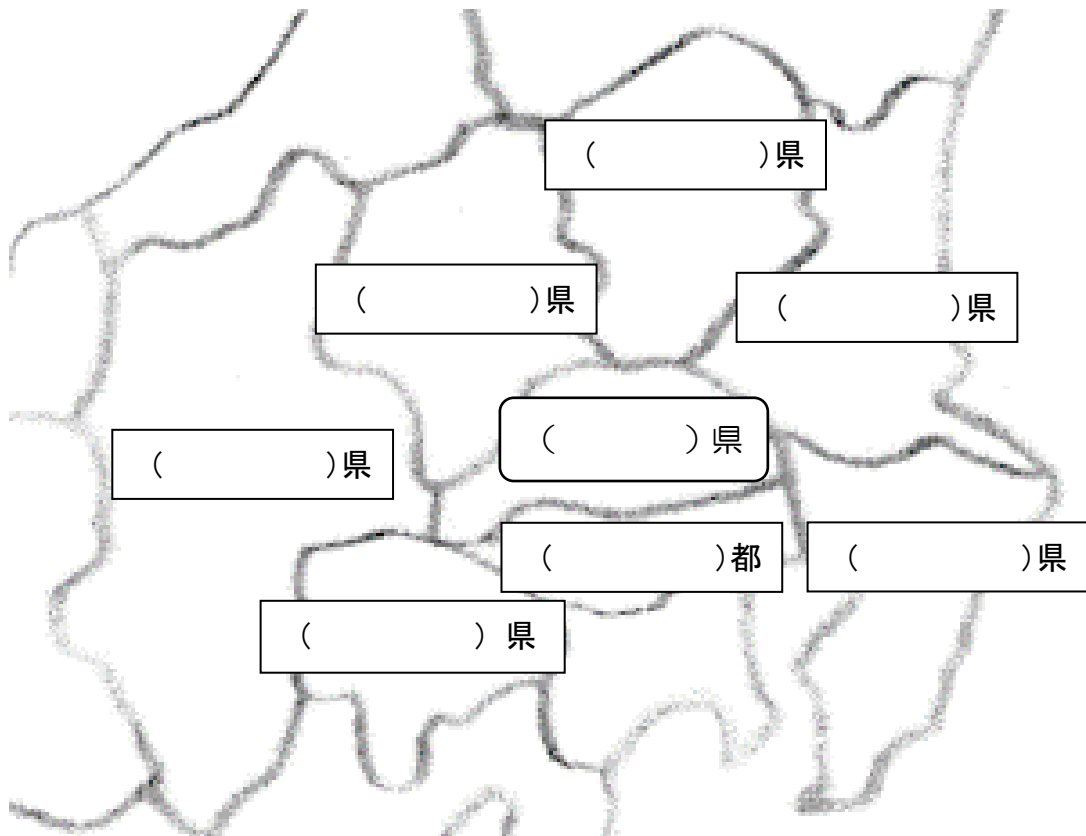 (　　　　　)県
(　　　　　)県
(　　　　　)県
(　　　　)県
(　　　　　)県
(　　　　　)都
(　　　　　)県
(　　　　　) 県